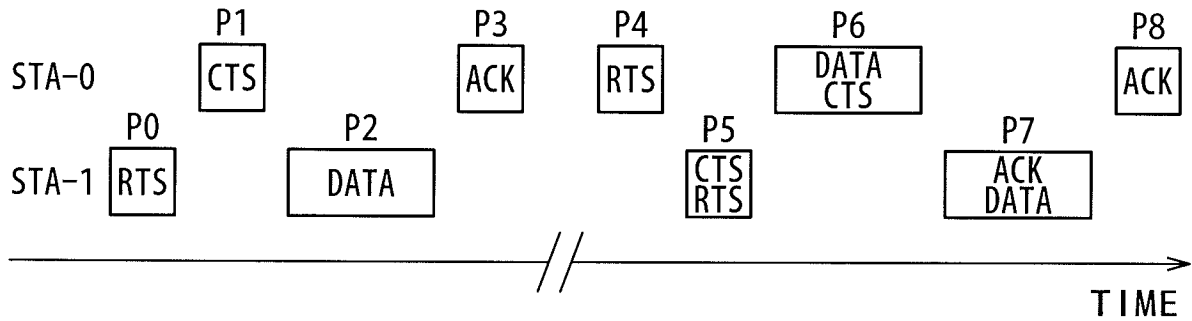 P1 P3 P4 P6 P8
STA-0 CTS ACK RTS DATA CTS ACK
P0 P2 P5 P7
STA-1 RTS DATA CTS RTS ACK DATA
TIME